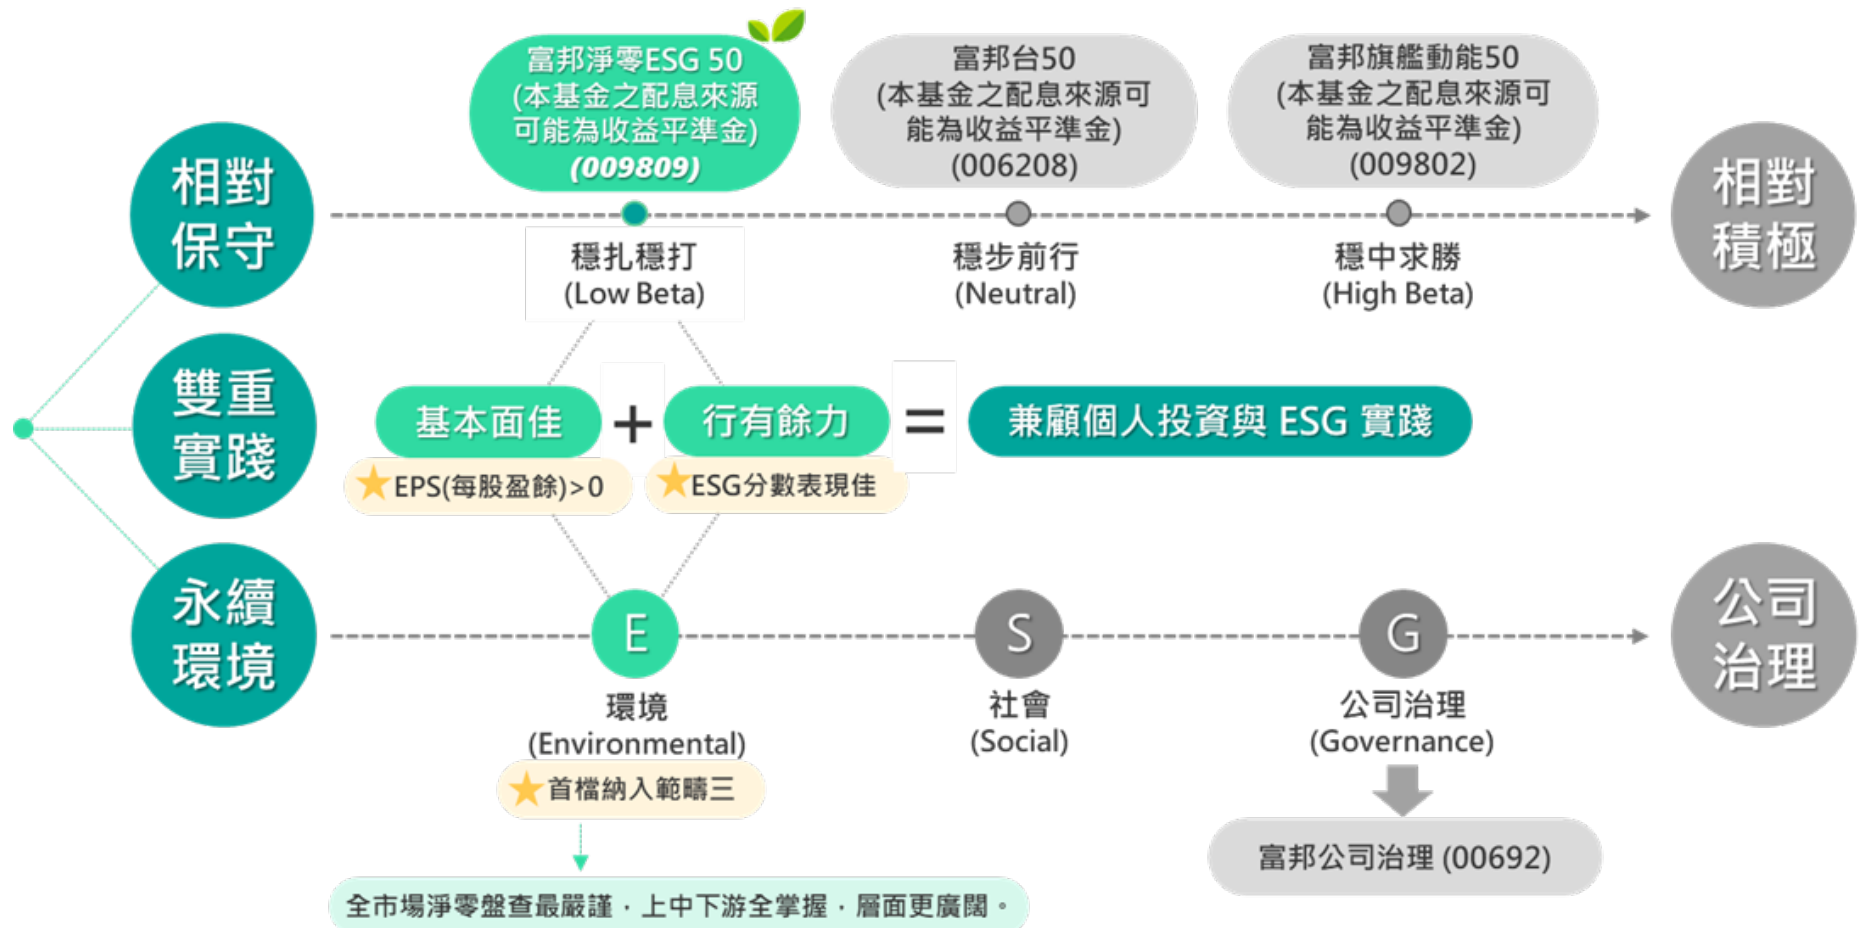 富邦淨零ESG 50
(本基金之配息來源
可能為收益平準金)
(009809)
富邦台50
(本基金之配息來源可
能為收益平準金)
(006208)
富邦旗艦動能50
(本基金之配息來源可
能為收益平準金)
(009802)
相對
保守
相對
積極
穩扎穩打
(Low Beta)
穩步前行
(Neutral)
穩中求勝
(High Beta)
雙重
實踐
基本面佳
+
行有餘力
=
兼顧個人投資與 ESG 實踐
EPS(每股盈餘)>0
ESG分數表現佳
永續
環境
E
S
G
公司
治理
環境
(Environmental)
社會
(Social)
公司治理
(Governance)
首檔納入範疇三
富邦公司治理 (00692)
全市場淨零盤查最嚴謹，上中下游全掌握，層面更廣闊。